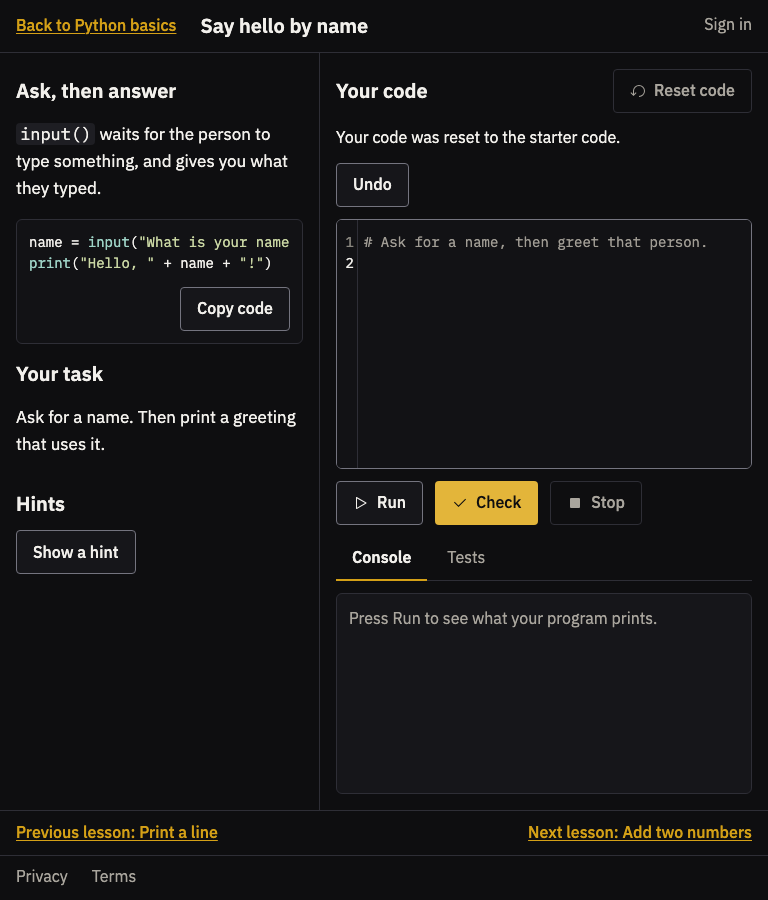 Back to Python basics
Say hello by name
Sign in
Ask, then answer
input() waits for the person to
type something, and gives you what
they typed.
name = input("What is your name
print("Hello, " + name + "!")
Copy code
Your task
Ask for a name. Then print a greeting
that uses it.
Hints
Show a hint
Your code
Reset code
Your code was reset to the starter code.
Undo
1 # Ask for a name, then greet that person.
2
Run
Check
Stop
Console
Tests
Press Run to see what your program prints.
Previous lesson: Print a line
Next lesson: Add two numbers
Privacy
Terms